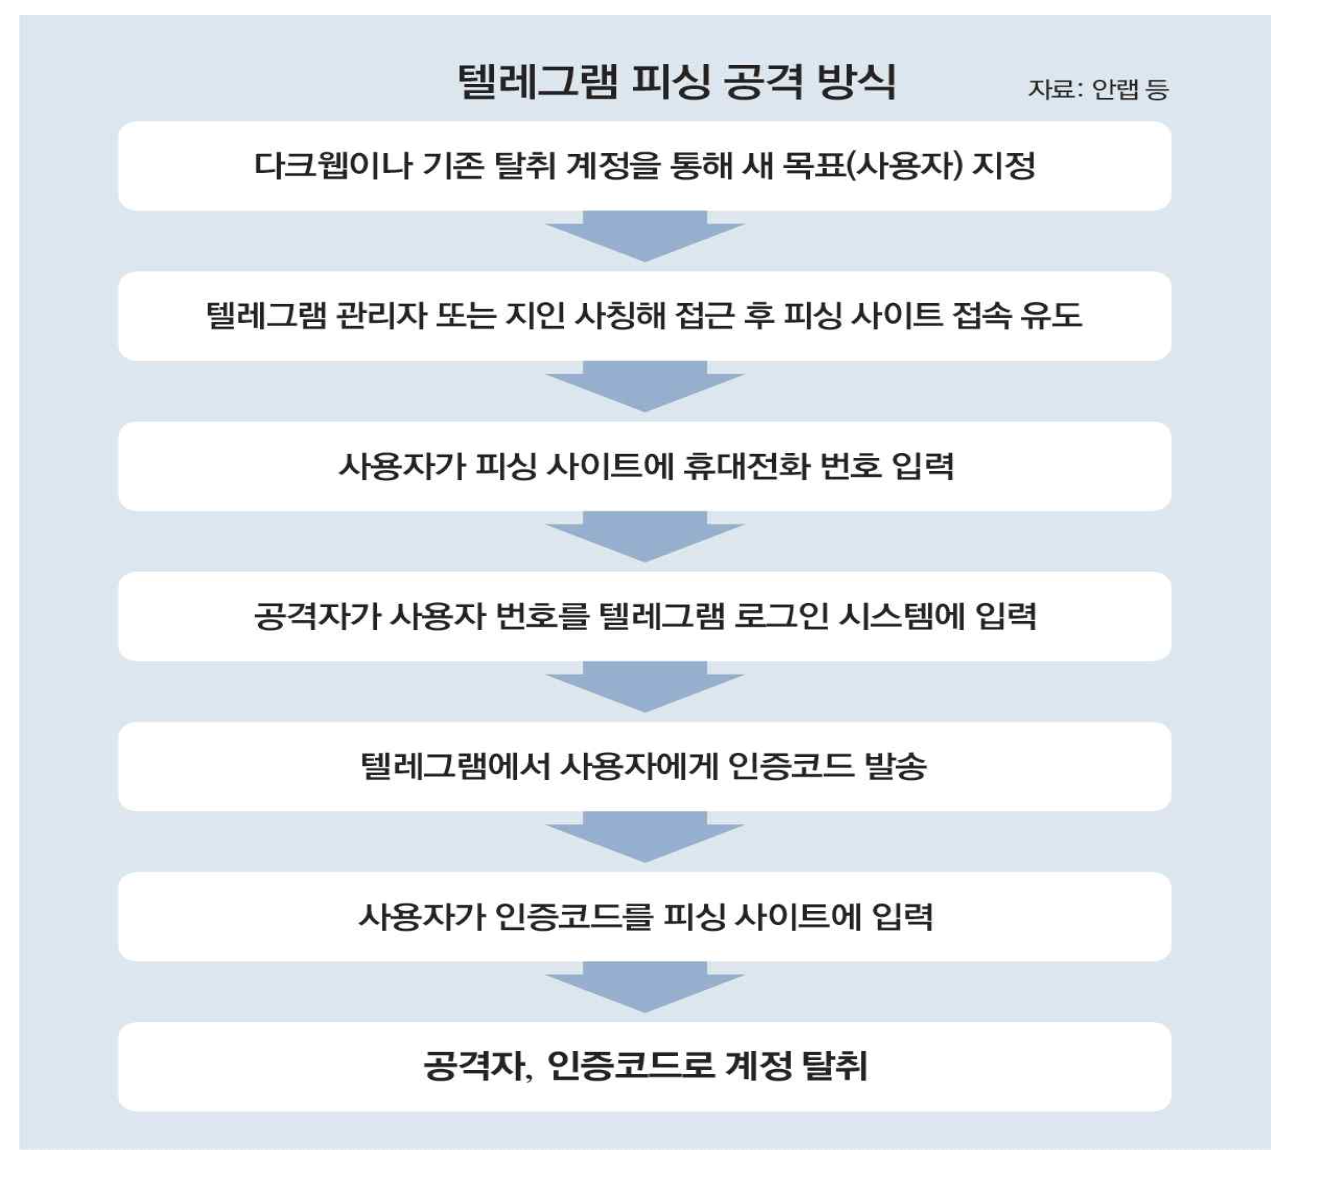 텔레그램 피싱 공격 방식
자료: 안랩 등
다크웹이나 기존 탈취 계정을 통해 새 목표(사용자) 지정
텔레그램 관리자 또는 지인 사칭해 접근 후 피싱 사이트 접속 유도
사용자가 피싱 사이트에 휴대전화 번호 입력
공격자가 사용자 번호를 텔레그램 로그인 시스템에 입력
텔레그램에서 사용자에게 인증코드 발송
사용자가 인증코드를 피싱 사이트에 입력
공격자, 인증코드로 계정 탈취